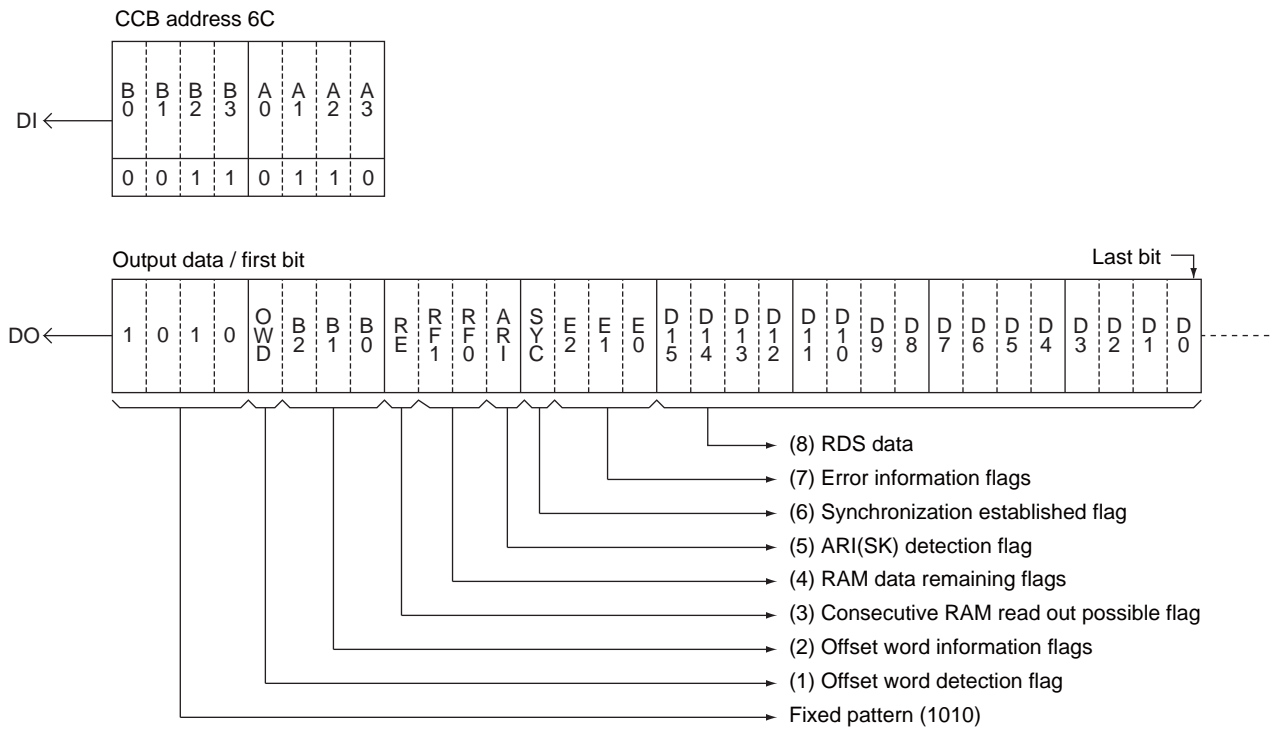 CCB address 6C
B0 B1 B2 B3 A0 A1 A2 A3
DI
0 0 1 1 0 1 1 0
Output data / first bit
Last bit
DO
1 0 1 0 OWD B2 B1 B0 RE RF1 RF0 ARI SYC E2 E1 E0 D15 D14 D13 D12 D11 D10 D9 D8 D7 D6 D5 D4 D3 D2 D1 D0
(8) RDS data
(7) Error information flags
(6) Synchronization established flag
(5) ARI(SK) detection flag
(4) RAM data remaining flags
(3) Consecutive RAM read out possible flag
(2) Offset word information flags
(1) Offset word detection flag
Fixed pattern (1010)